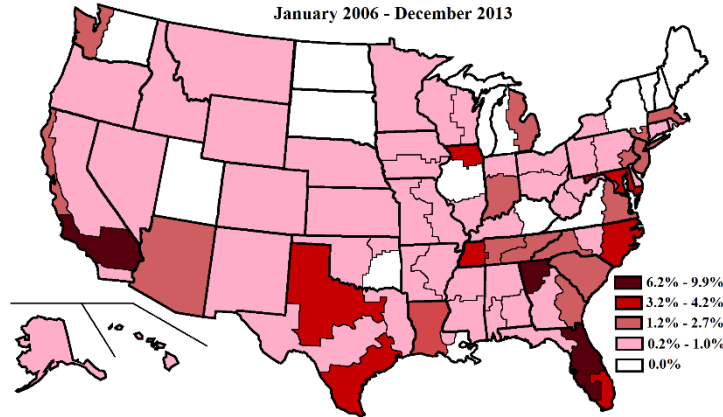 January 2006 - December 2013
6.2% - 9.9%
3.2% - 4.2%
1.2% - 2.7%
0.2% - 1.0%
0.0%